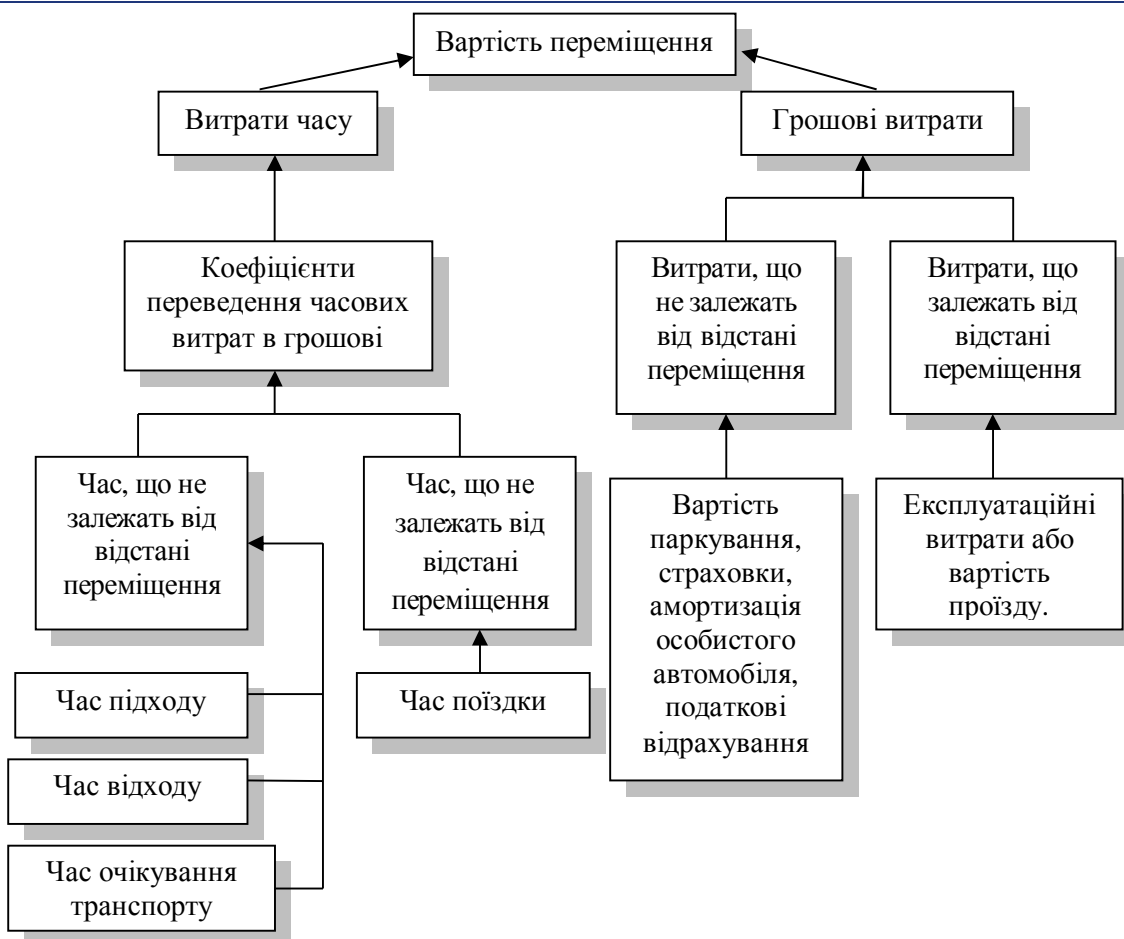 Вартість переміщення
Витрати часу
Грошові витрати
Коефіцієнти
переведення часових
витрат в грошові
Витрати, що
не залежать
від відстані
переміщення
Витрати, що
залежать від
відстані
переміщення
Час, що не
залежать від
відстані
переміщення
Час, що не
залежать від
відстані
переміщення
Вартість
паркування,
страховки,
амортизація
особистого
автомобіля,
податкові
відрахування
Експлуатаційні
витрати або
вартість
проїзду.
Час підходу
Час поїздки
Час відходу
Час очікування
транспорту